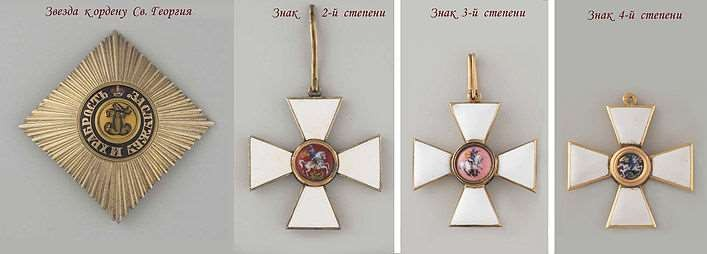 Звезда к ордену Св. Георгия
Знак 2-й степени
Знак 3-й степени
Знак 4-й степени
ЗА СЛУЖБУ И ХРАБРОСТЬ